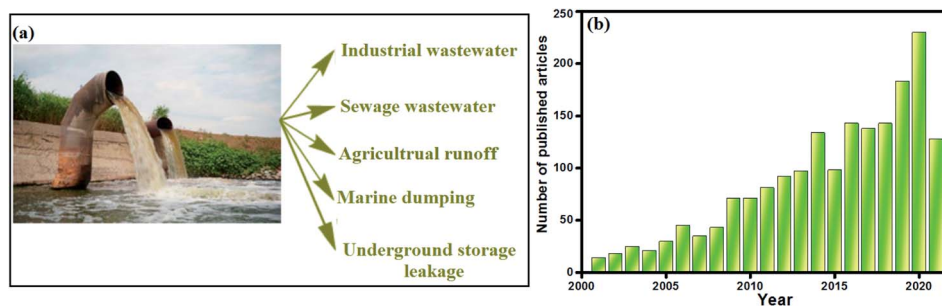 (a)
Industrial wastewater
Sewage wastewater
Agricultrual runoff
Marine dumping
Underground storage
leakage
(b)
Number of published articles
250
200
150
100
50
0
2000
2005
2010
2015
2020
Year